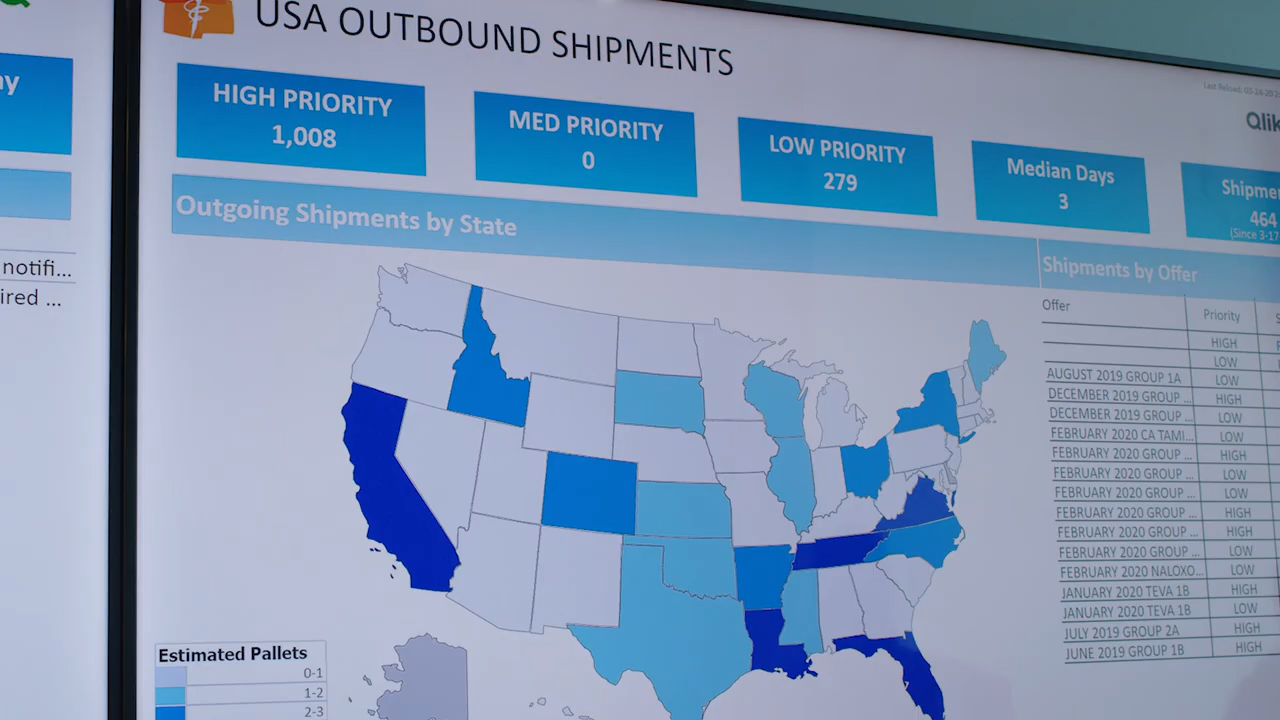 USA OUTBOUND SHIPMENTS
HIGH PRIORITY
1,008
MED PRIORITY
0
LOW PRIORITY
279
Median Days
3
Shipme
464
(Since 3-17
Qlik
notifi...
ired ...
Outgoing Shipments by State
Shipments by Offer
Offer Priority
HIGH
LOW
AUGUST 2019 GROUP 1A LOW
DECEMBER 2019 GROUP ... HIGH
DECEMBER 2019 GROUP ... LOW
FEBRUARY 2020 CA TAMI... LOW
FEBRUARY 2020 GROUP ... HIGH
FEBRUARY 2020 GROUP ... LOW
FEBRUARY 2020 GROUP ... LOW
FEBRUARY 2020 GROUP ... HIGH
FEBRUARY 2020 GROUP ... HIGH
FEBRUARY 2020 GROUP ... LOW
FEBRUARY 2020 NALOXO... LOW
JANUARY 2020 TEVA 1B HIGH
JANUARY 2020 TEVA 1B LOW
JULY 2019 GROUP 2A HIGH
JUNE 2019 GROUP 1B HIGH
Estimated Pallets
0-1
1-2
2-3